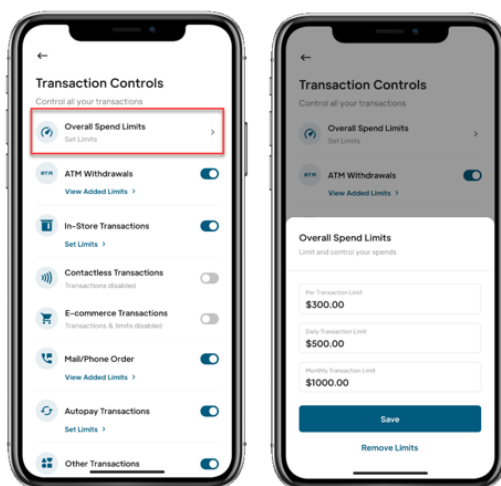 Transaction Controls
Control all your transactions
Overall Spend Limits
Set Limits
ATM
ATM Withdrawals
View Added Limits >
In-Store Transactions
Set Limits >
Contactless Transactions
Transactions disabled
E-commerce Transactions
Transactions & limits disabled
Mail/Phone Order
View Added Limits >
Autopay Transactions
Set Limits >
Other Transactions
Transaction Controls
Control all your transactions
Overall Spend Limits
Set Limits
ATM
ATM Withdrawals
View Added Limits >
Overall Spend Limits
Limit and control your spends
Per Transaction Limit
$300.00
Daily Transaction Limit
$500.00
Monthly Transaction Limit
$1000.00
Save
Remove Limits